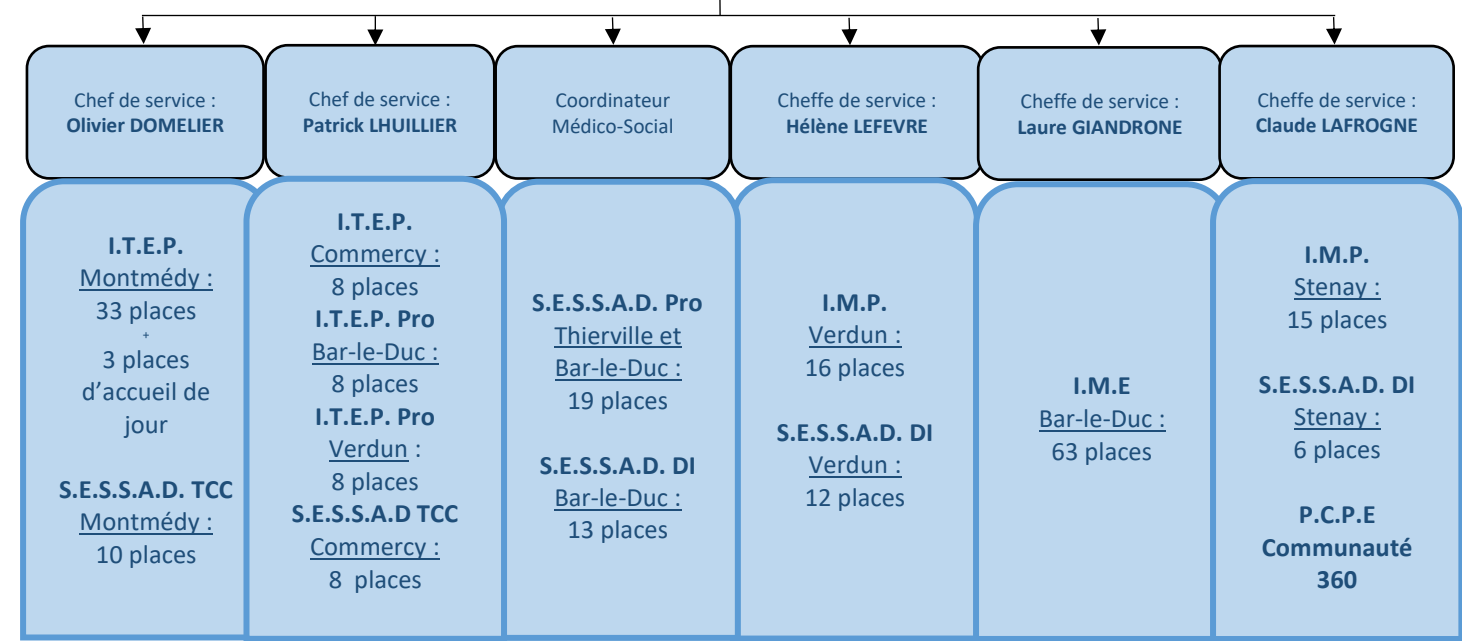 Chef de service :
Olivier DOMELIER
Chef de service :
Patrick LHUILLIER
Coordinateur
Médico-Social
Cheffe de service :
Hélène LEFEVRE
Cheffe de service :
Laure GIANDRONE
Cheffe de service :
Claude LAFROGNE
I.T.E.P.
Montmédy :
33 places
+
3 places
d’accueil de
jour
S.E.S.S.A.D. TCC
Montmédy :
10 places
I.T.E.P.
Commercy :
8 places
I.T.E.P. Pro
Bar-le-Duc :
8 places
I.T.E.P. Pro
Verdun :
8 places
S.E.S.S.A.D TCC
Commercy :
8 places
S.E.S.S.A.D. Pro
Thierville et
Bar-le-Duc :
19 places
S.E.S.S.A.D. DI
Bar-le-Duc :
13 places
I.M.P.
Verdun :
16 places
S.E.S.S.A.D. DI
Verdun :
12 places
I.M.E
Bar-le-Duc :
63 places
I.M.P.
Stenay :
15 places
S.E.S.S.A.D. DI
Stenay :
6 places
P.C.P.E
Communauté
360